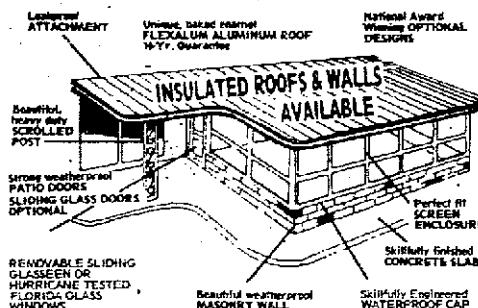 Leakproof
ATTACHMENT
Unique, baked enamel
FLEXALUM ALUMINUM ROOF
National Award
Winning OPTIONAL
DESIGNS
INSULATED ROOFS & WALLS
AVAILABLE
Beautiful,
heavy duty
SCROLLED
POST
Strong weatherproof
PATIO DOORS
SLIDING GLASS DOORS
OPTIONAL
Perfect fit
SCREEN
ENCLOSURE
Skillfully finished
CONCRETE SLAB
REMOVABLE SLIDING
GLASSEEN OR
HURRICANE TESTED
FLORIDA GLASS
WINDOWS
Beautiful weatherproof
MASONRY WALL
Skillfully Engineered
WATERPROOF CAP